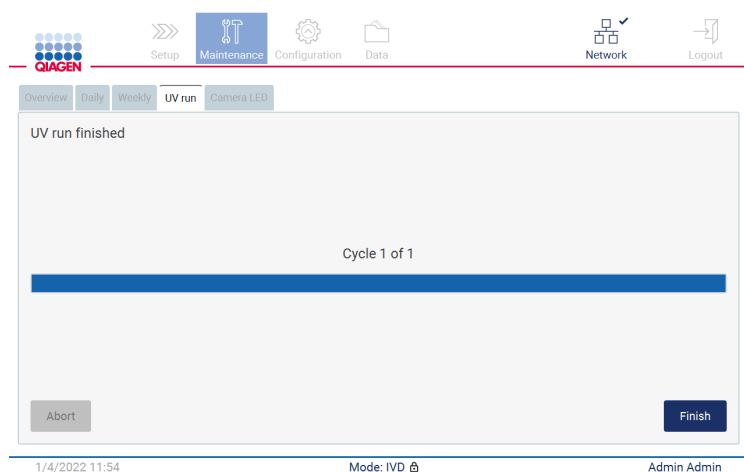 QIAGEN
Setup Maintenance Configuration Data Network Logout
Overview Daily Weekly UV run Camera LED
UV run finished
Cycle 1 of 1
Abort Finish
1/4/2022 11:54 Mode: IVD Admin Admin